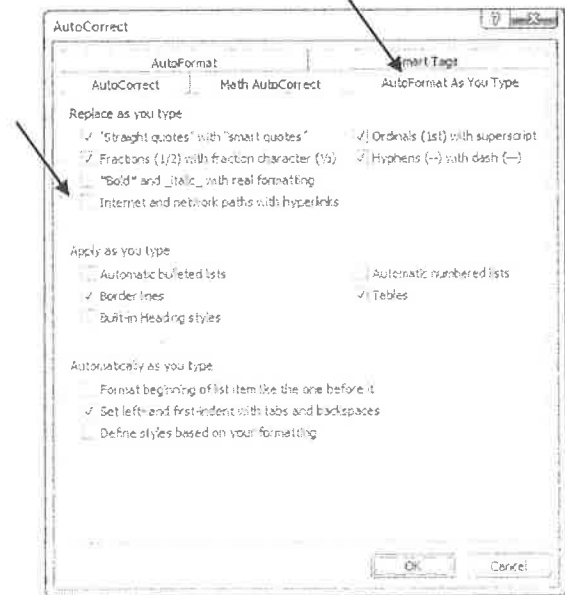 AutoCorrect
AutoFormat Smart Tags
AutoCorrect Math AutoCorrect AutoFormat As You Type
Replace as you type
"Straight quotes" with "smart quotes" Ordinals (1st) with superscript
Fractions (1/2) with fraction character (½) Hyphens (--) with dash (—)
*Bold* and _italic_ with real formatting
Internet and network paths with hyperlinks
Apply as you type
Automatic bulleted lists Automatic numbered lists
Border lines Tables
Built-in Heading styles
Automatically as you type
Format beginning of list item like the one before it
Set left- and first-indent with tabs and backspaces
Define styles based on your formatting
OK Cancel